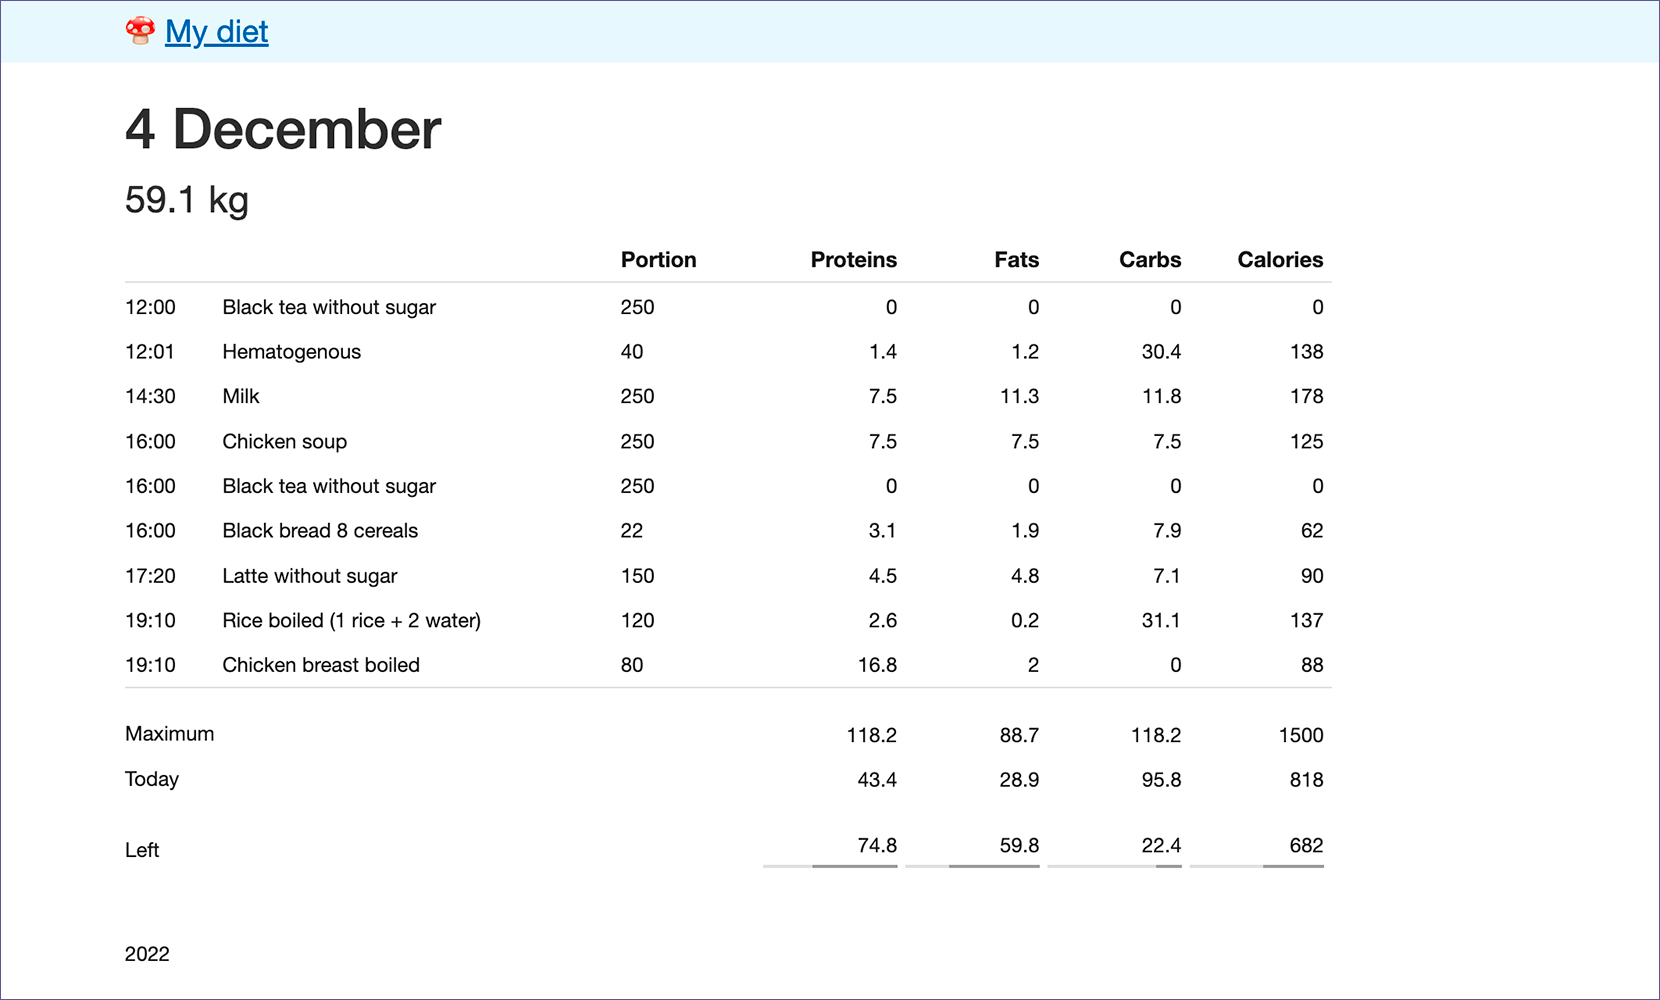 My diet
4 December
59.1 kg
Portion Proteins Fats Carbs Calories
12:00 Black tea without sugar 250 0 0 0 0
12:01 Hematogenous 40 1.4 1.2 30.4 138
14:30 Milk 250 7.5 11.3 11.8 178
16:00 Chicken soup 250 7.5 7.5 7.5 125
16:00 Black tea without sugar 250 0 0 0 0
16:00 Black bread 8 cereals 22 3.1 1.9 7.9 62
17:20 Latte without sugar 150 4.5 4.8 7.1 90
19:10 Rice boiled (1 rice + 2 water) 120 2.6 0.2 31.1 137
19:10 Chicken breast boiled 80 16.8 2 0 88
Maximum 118.2 88.7 118.2 1500
Today 43.4 28.9 95.8 818
Left 74.8 59.8 22.4 682
2022